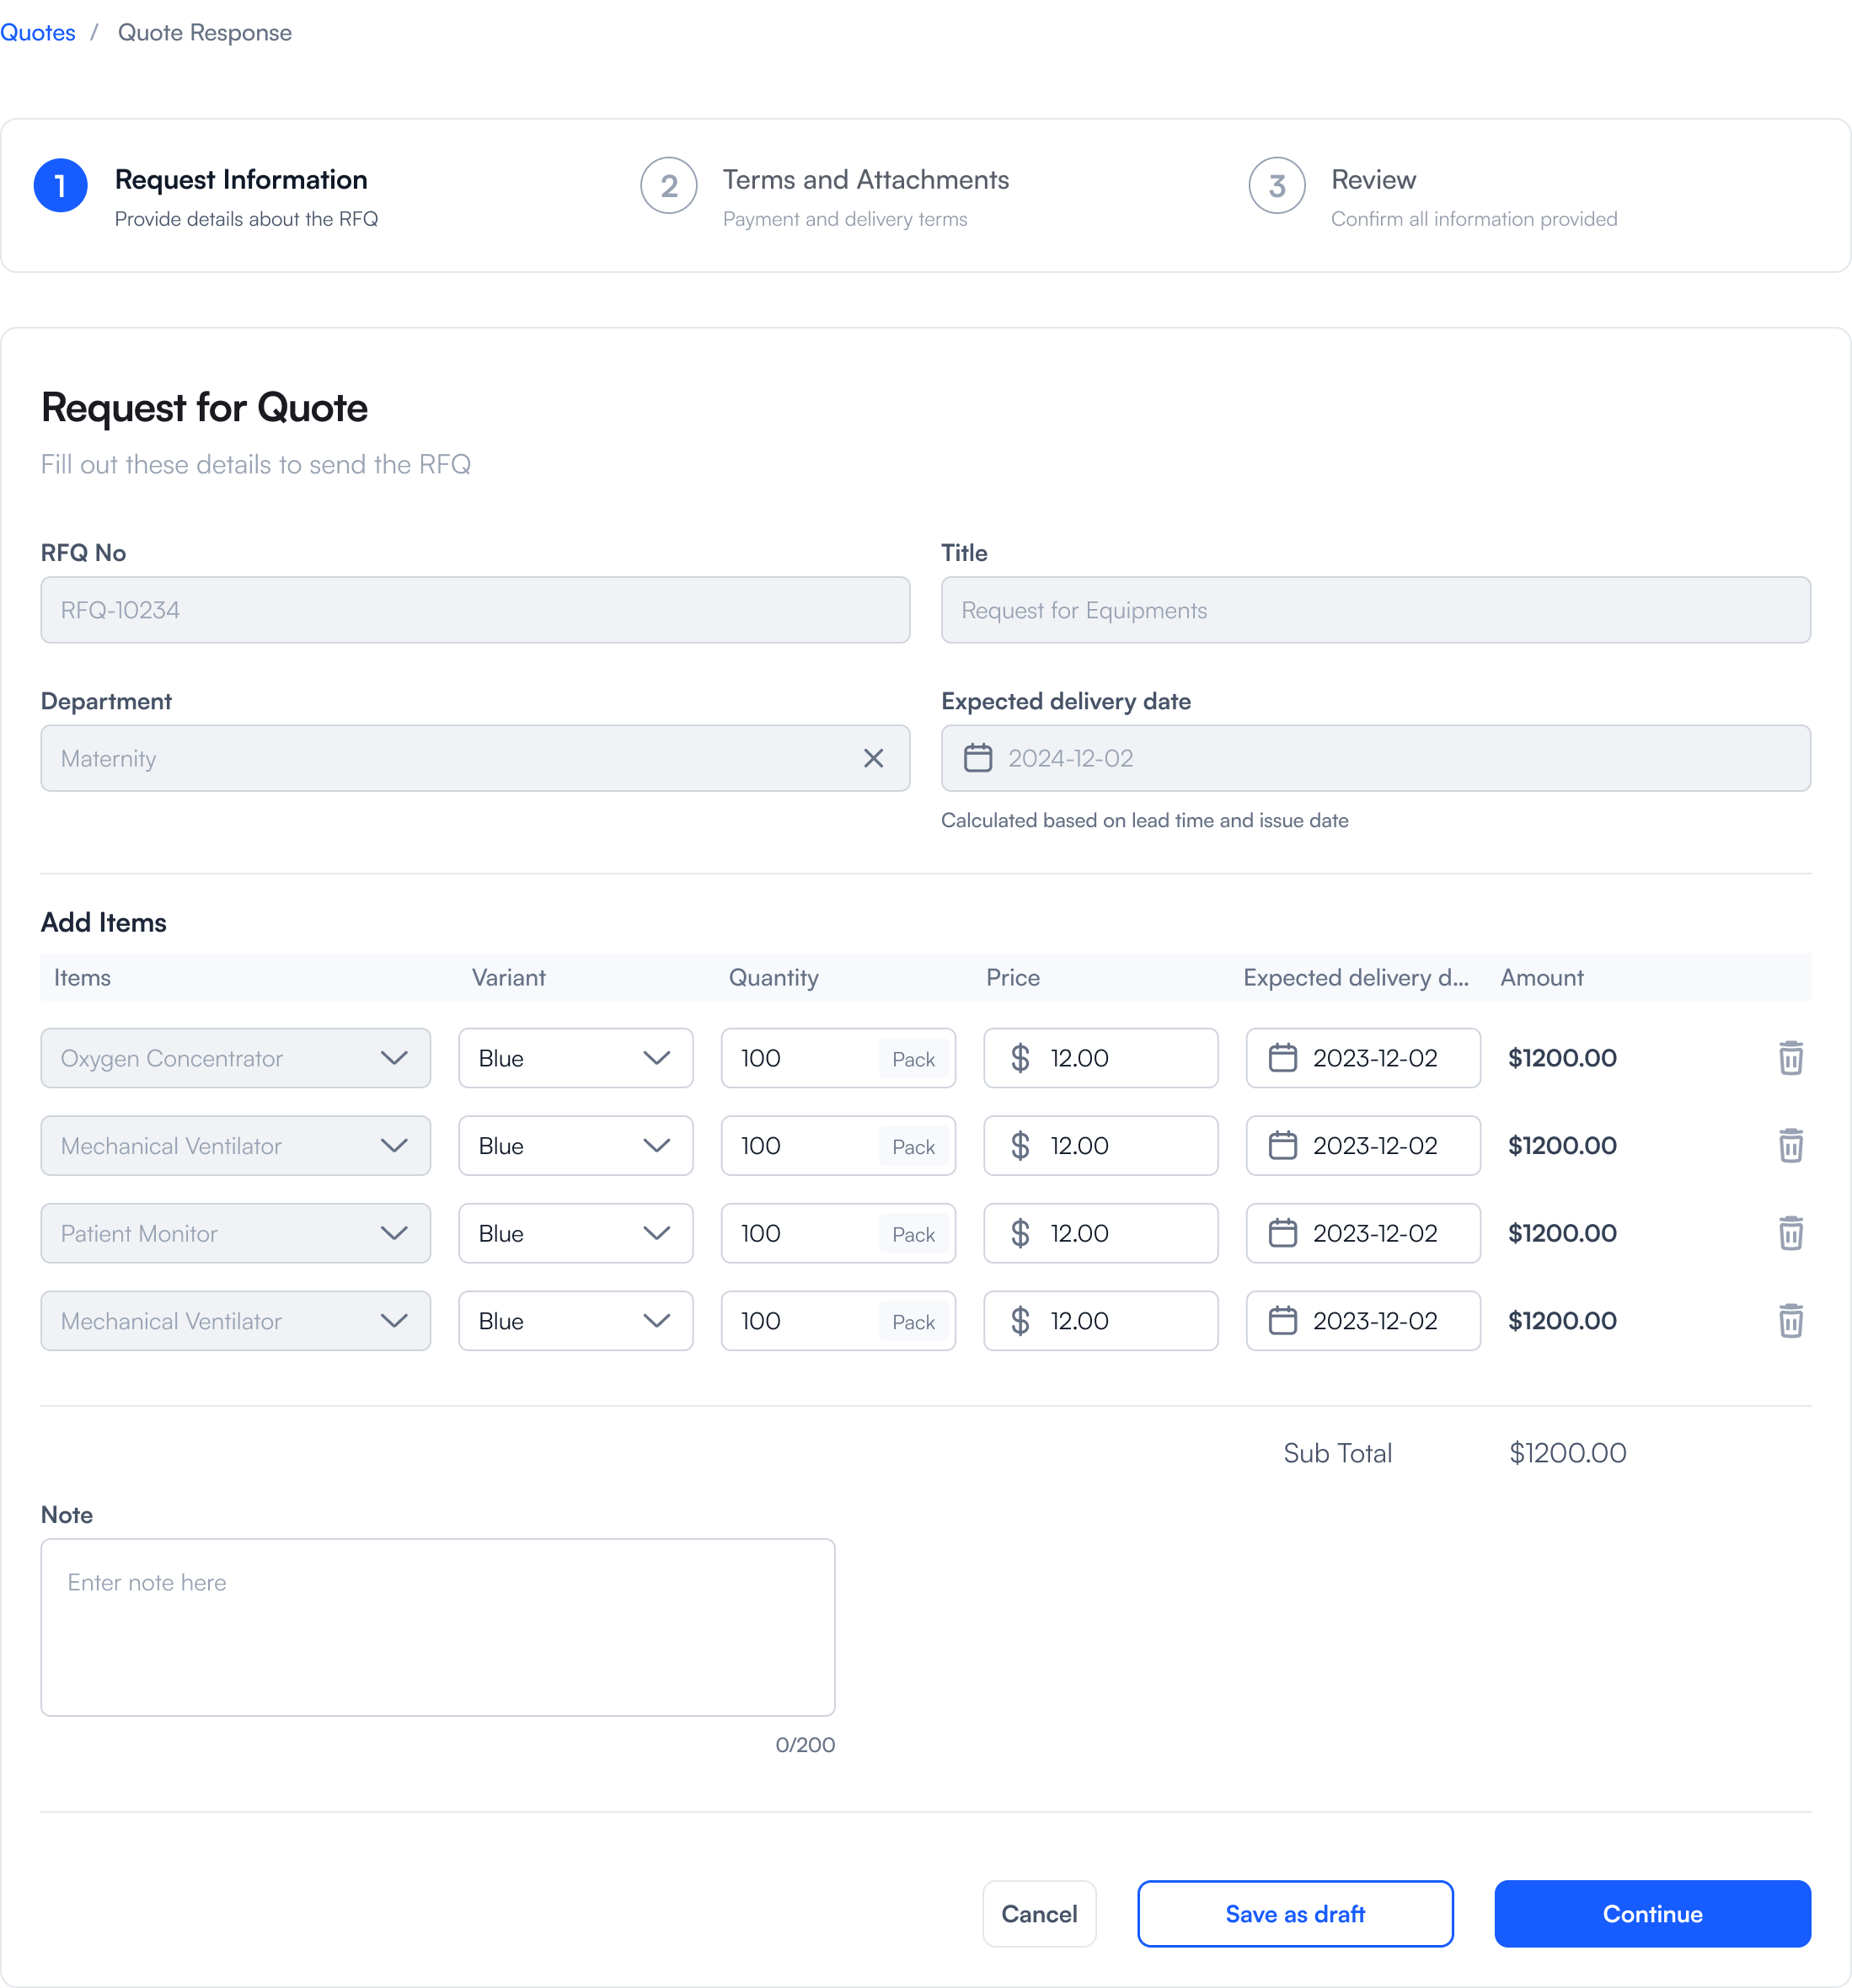 Quotes / Quote Response
1 Request Information
Provide details about the RFQ
2 Terms and Attachments
Payment and delivery terms
3 Review
Confirm all information provided
Request for Quote
Fill out these details to send the RFQ
RFQ No
RFQ-10234
Title
Request for Equipments
Department
Maternity
Expected delivery date
2024-12-02
Calculated based on lead time and issue date
Add Items
Items Variant Quantity Price Expected delivery d... Amount
Oxygen Concentrator Blue 100 Pack $ 12.00 2023-12-02 $1200.00
Mechanical Ventilator Blue 100 Pack $ 12.00 2023-12-02 $1200.00
Patient Monitor Blue 100 Pack $ 12.00 2023-12-02 $1200.00
Mechanical Ventilator Blue 100 Pack $ 12.00 2023-12-02 $1200.00
Sub Total $1200.00
Note
Enter note here
0/200
Cancel Save as draft Continue